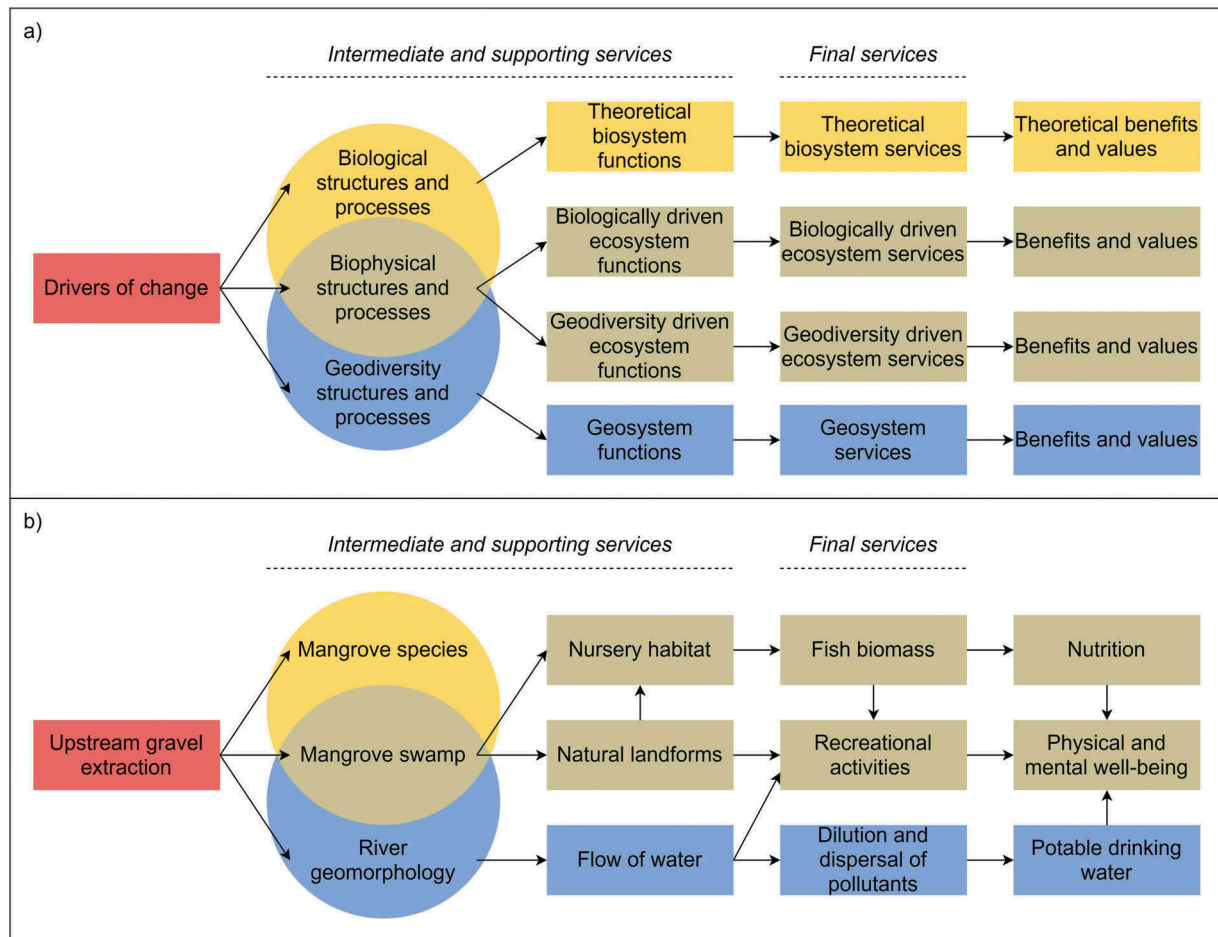 a)
Intermediate and supporting services
Final services
Drivers of change
Biological
structures and
processes
Biophysical
structures and
processes
Geodiversity
structures and
processes
Theoretical
biosystem
functions
Theoretical
biosystem services
Theoretical benefits
and values
Biologically driven
ecosystem
functions
Biologically driven
ecosystem services
Benefits and values
Geodiversity driven
ecosystem
functions
Geodiversity driven
ecosystem services
Benefits and values
Geosystem
functions
Geosystem
services
Benefits and values
b)
Intermediate and supporting services
Final services
Upstream gravel
extraction
Mangrove species
Mangrove swamp
River
geomorphology
Nursery habitat
Fish biomass
Nutrition
Natural landforms
Recreational
activities
Physical and
mental well-being
Flow of water
Dilution and
dispersal of
pollutants
Potable drinking
water